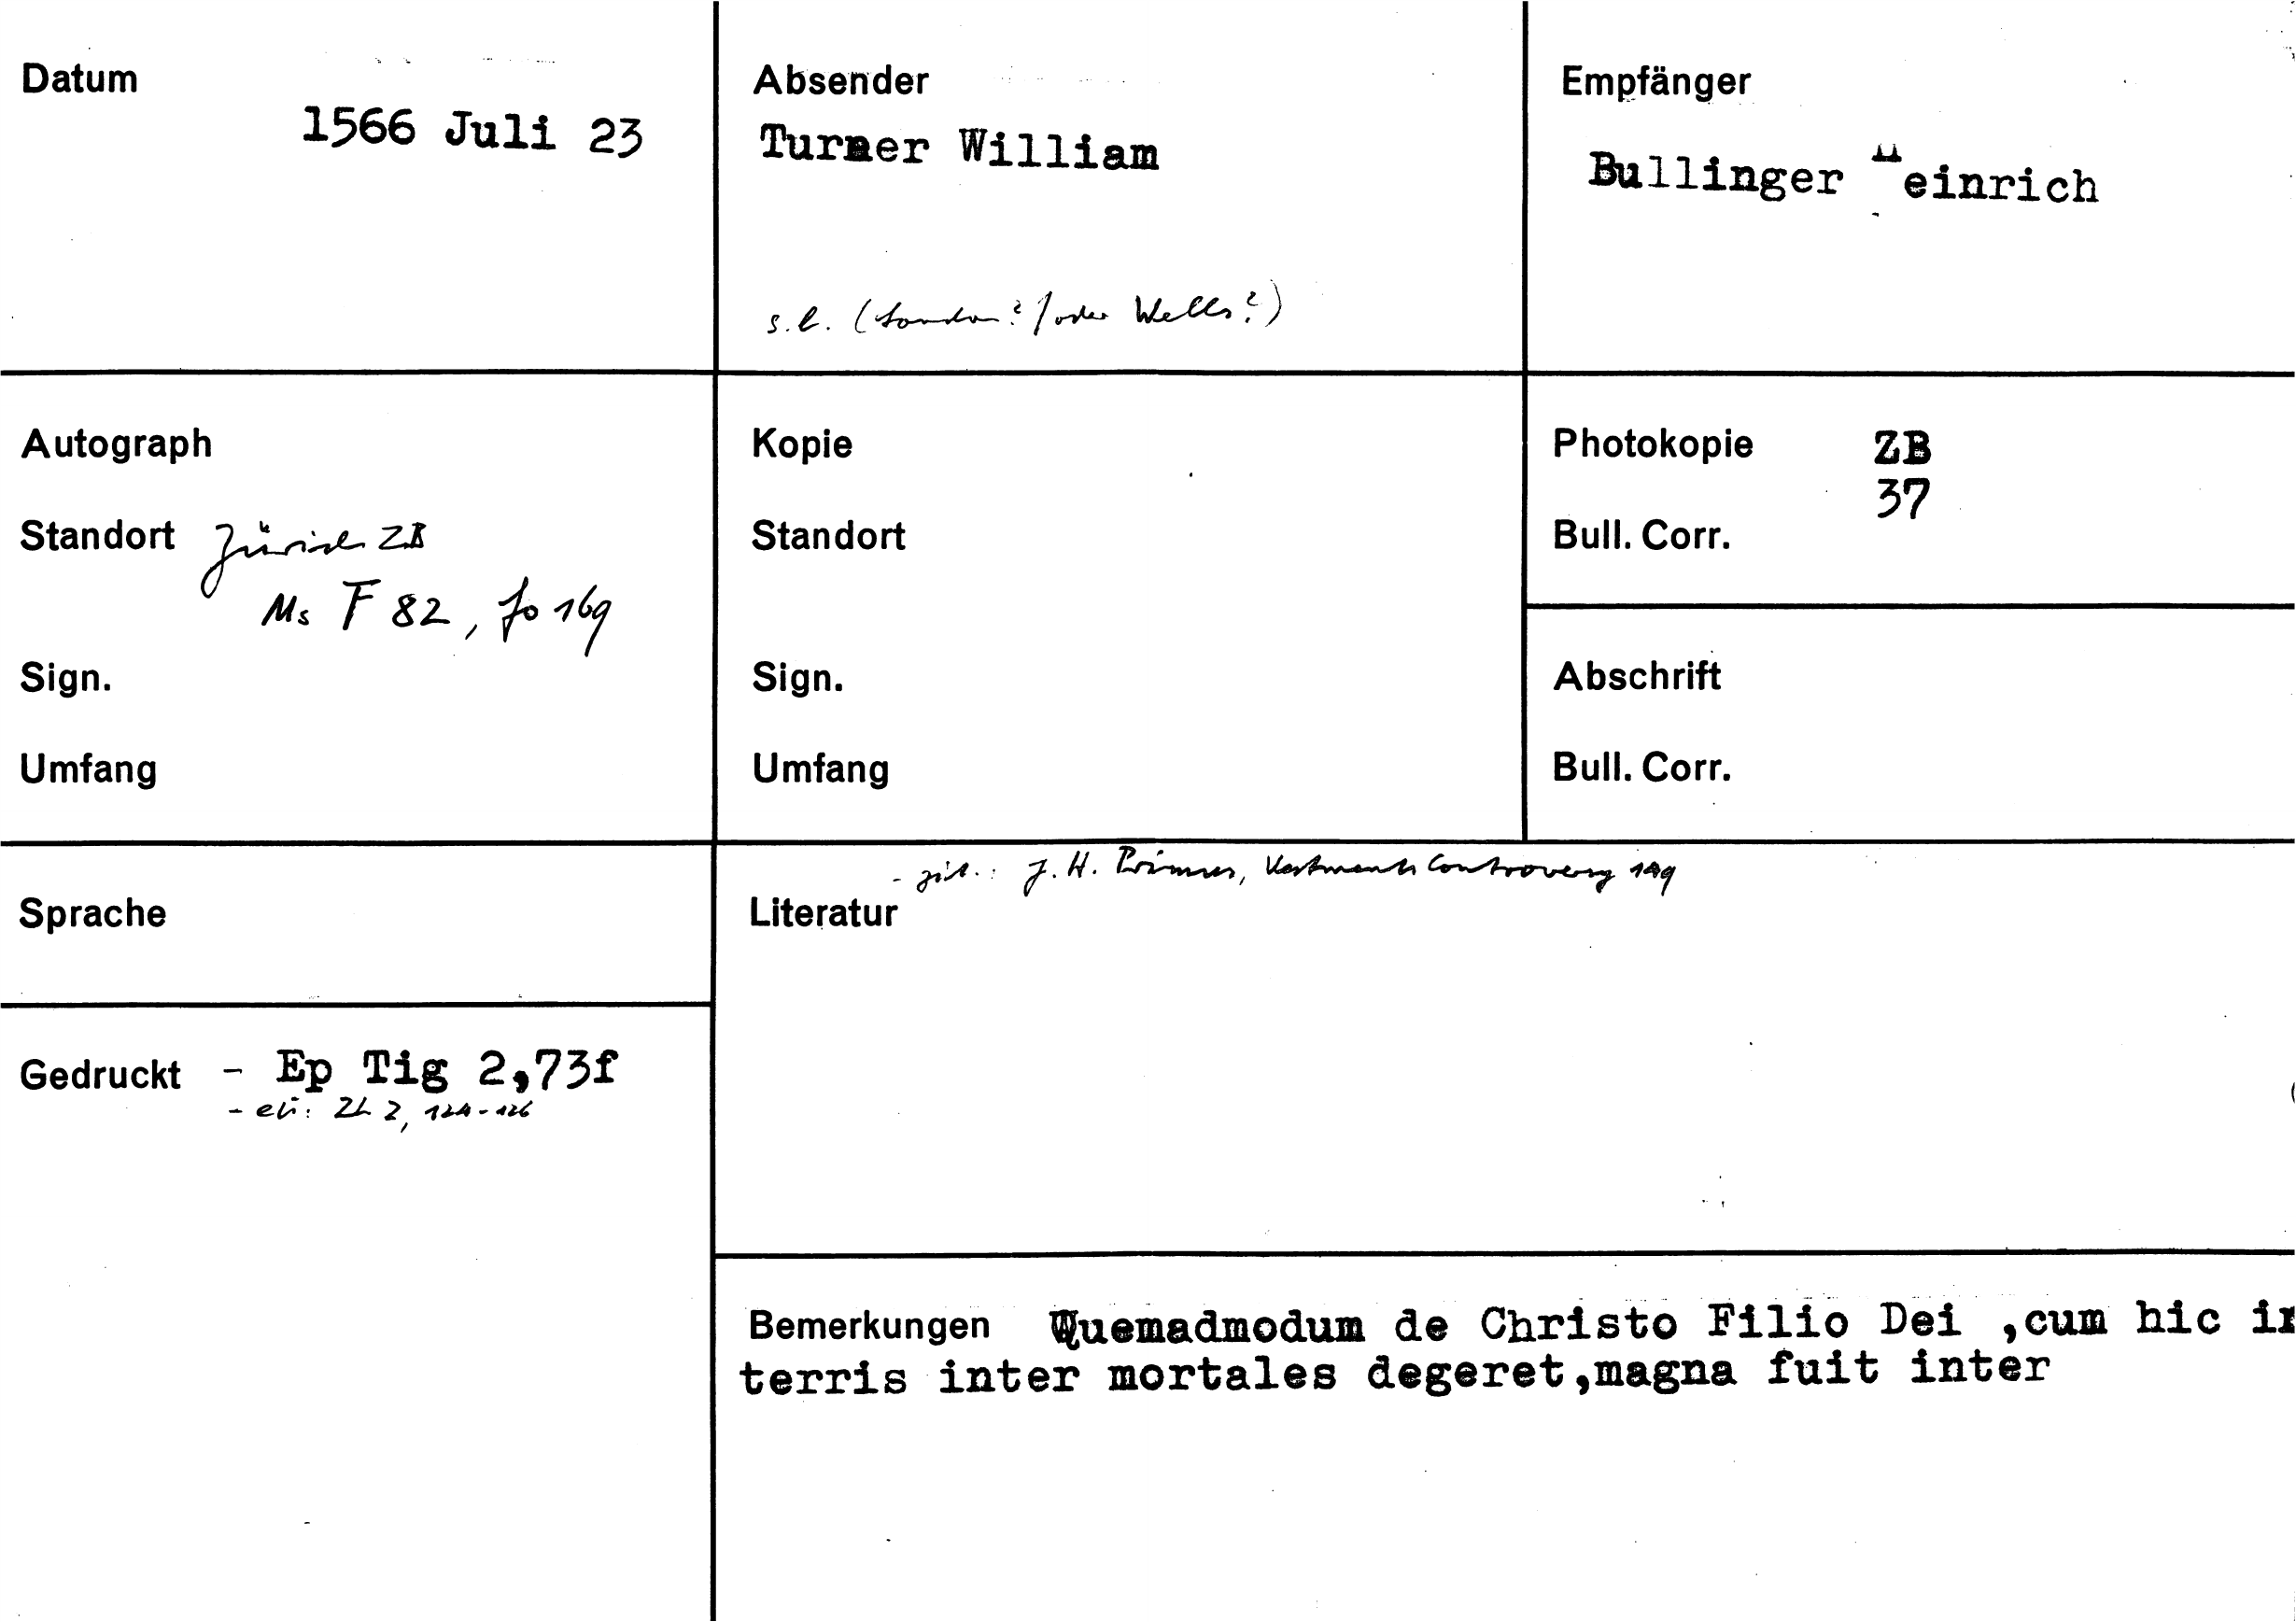 Datum
1566 Juli 23
Absender
Turner William
s.l. (London? / oder Wells?)
Empfänger
Bullinger Heinrich
Autograph
Standort Zürich ZB
Ms F 82, fo 169
Sign.
Umfang
Kopie
Standort
Sign.
Umfang
Photokopie ZB
37
Bull. Corr.
Abschrift
Bull. Corr.
Sprache
Gedruckt - Ep Tig 2,73f
- ZL 2, 124-126
- zit.: J. H. Primus, Vestments Controversy
Literatur
Bemerkungen Quemadmodum de Christo Filio Dei ,cum hic in
terris inter mortales degeret,magna fuit inter